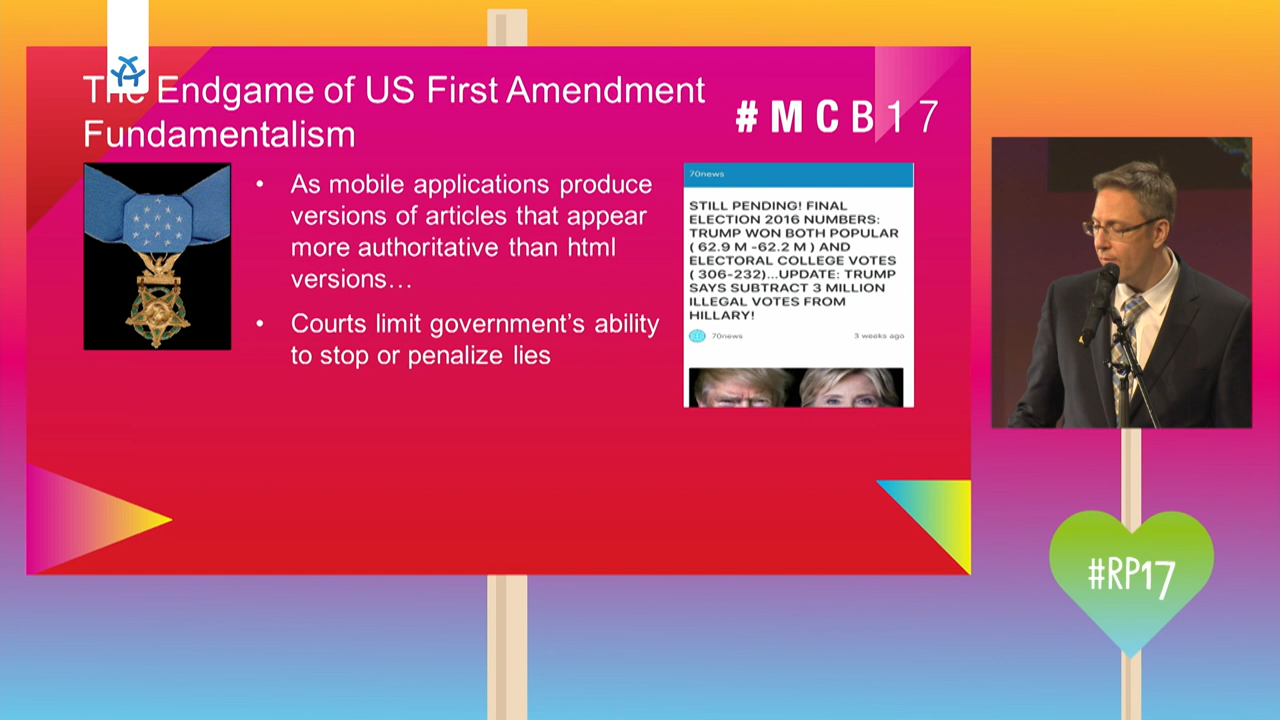 The Endgame of US First Amendment
Fundamentalism
#MCB17
• As mobile applications produce
versions of articles that appear
more authoritative than html
versions…
• Courts limit government's ability
to stop or penalize lies
70news
STILL PENDING! FINAL
ELECTION 2016 NUMBERS:
TRUMP WON BOTH POPULAR
( 62.9 M -62.2 M ) AND
ELECTORAL COLLEGE VOTES
( 306-232)...UPDATE: TRUMP
SAYS SUBTRACT 3 MILLION
ILLEGAL VOTES FROM
HILLARY!
70news 3 weeks ago
#RP17